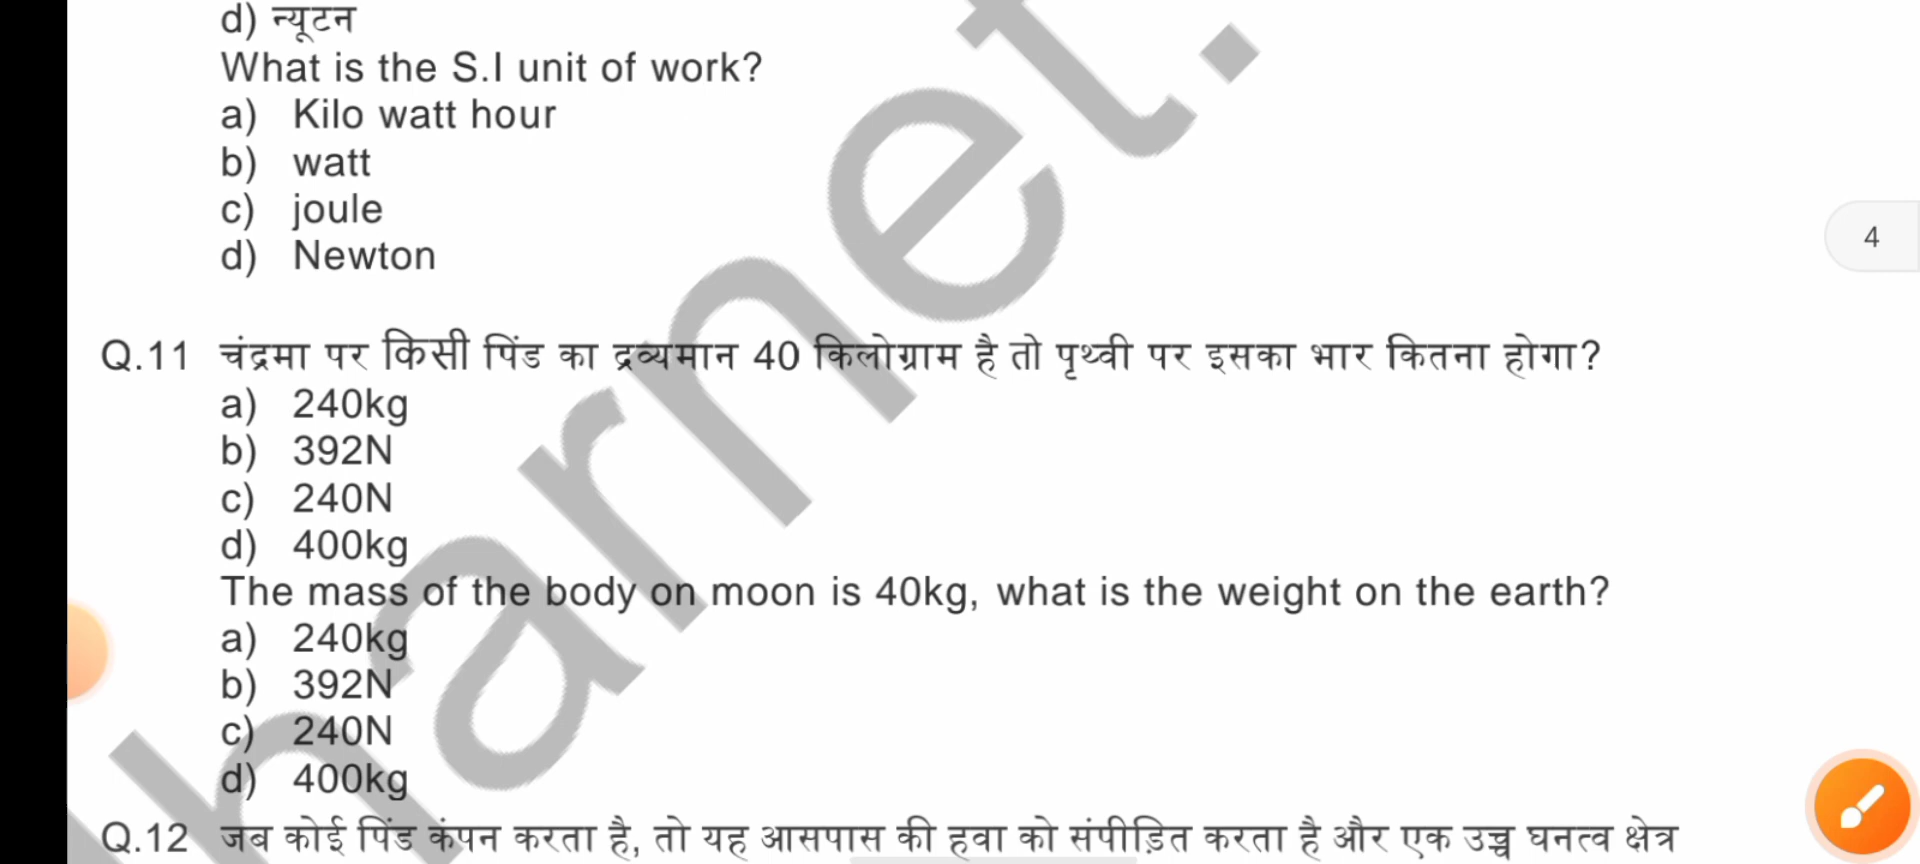 d) न्यूटन
What is the S.I unit of work?
a) Kilo watt hour
b) watt
c) joule
d) Newton
4
Q.11 चंद्रमा पर किसी पिंड का द्रव्यमान 40 किलोग्राम है तो पृथ्वी पर इसका भार कितना होगा?
a) 240kg
b) 392N
c) 240N
d) 400kg
The mass of the body on moon is 40kg, what is the weight on the earth?
a) 240kg
b) 392N
c) 240N
d) 400kg
Q.12 जब कोई पिंड कंपन करता है, तो यह आसपास की हवा को संपीड़ित करता है और एक उच्च घनत्व क्षेत्र
harnet.